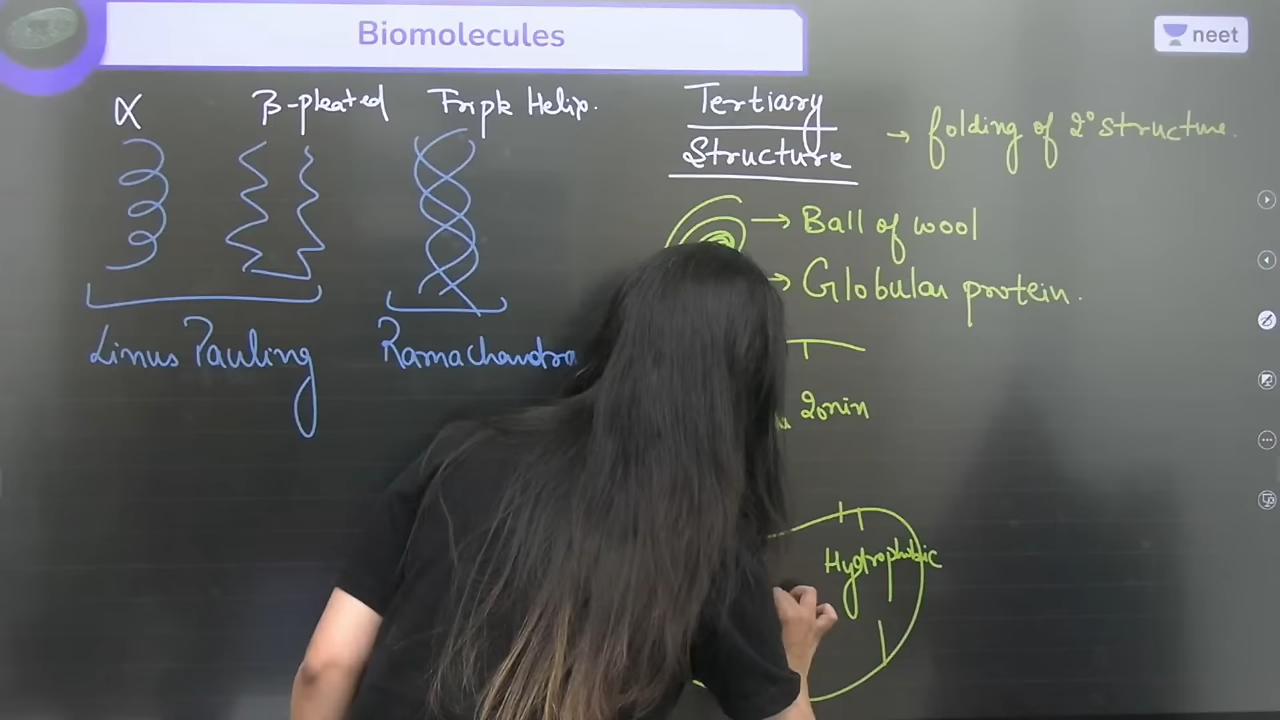 Biomolecules
neet
α
β-pleated
Triple Helix.
Linus Pauling
Ramachandra
Tertiary
Structure
→ folding of 2° structure.
→ Ball of wool
→ Globular protein.
Hydrophobic